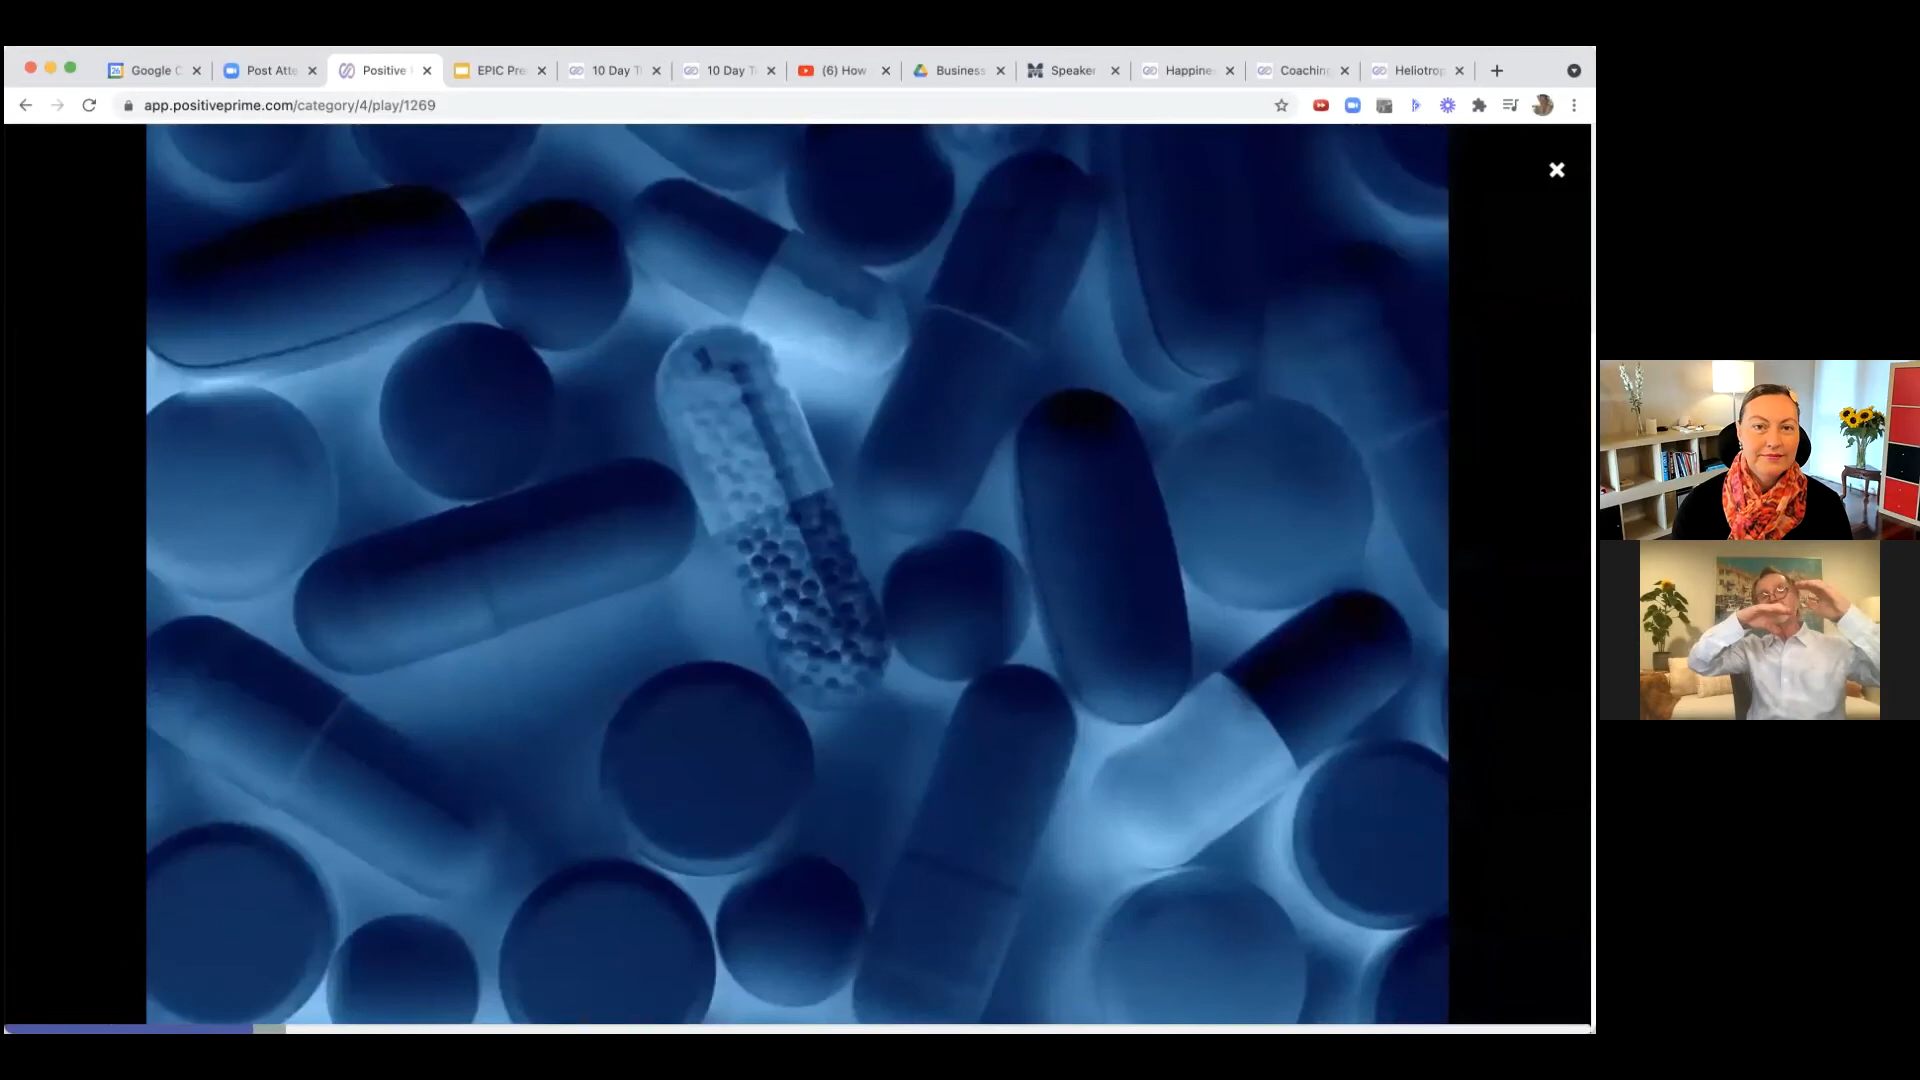 Google C
Post Atte
Positive
EPIC Pre
10 Day T
10 Day T
(6) How
Business
Speaker
Happine
Coaching
Heliotrop
app.positiveprime.com/category/4/play/1269